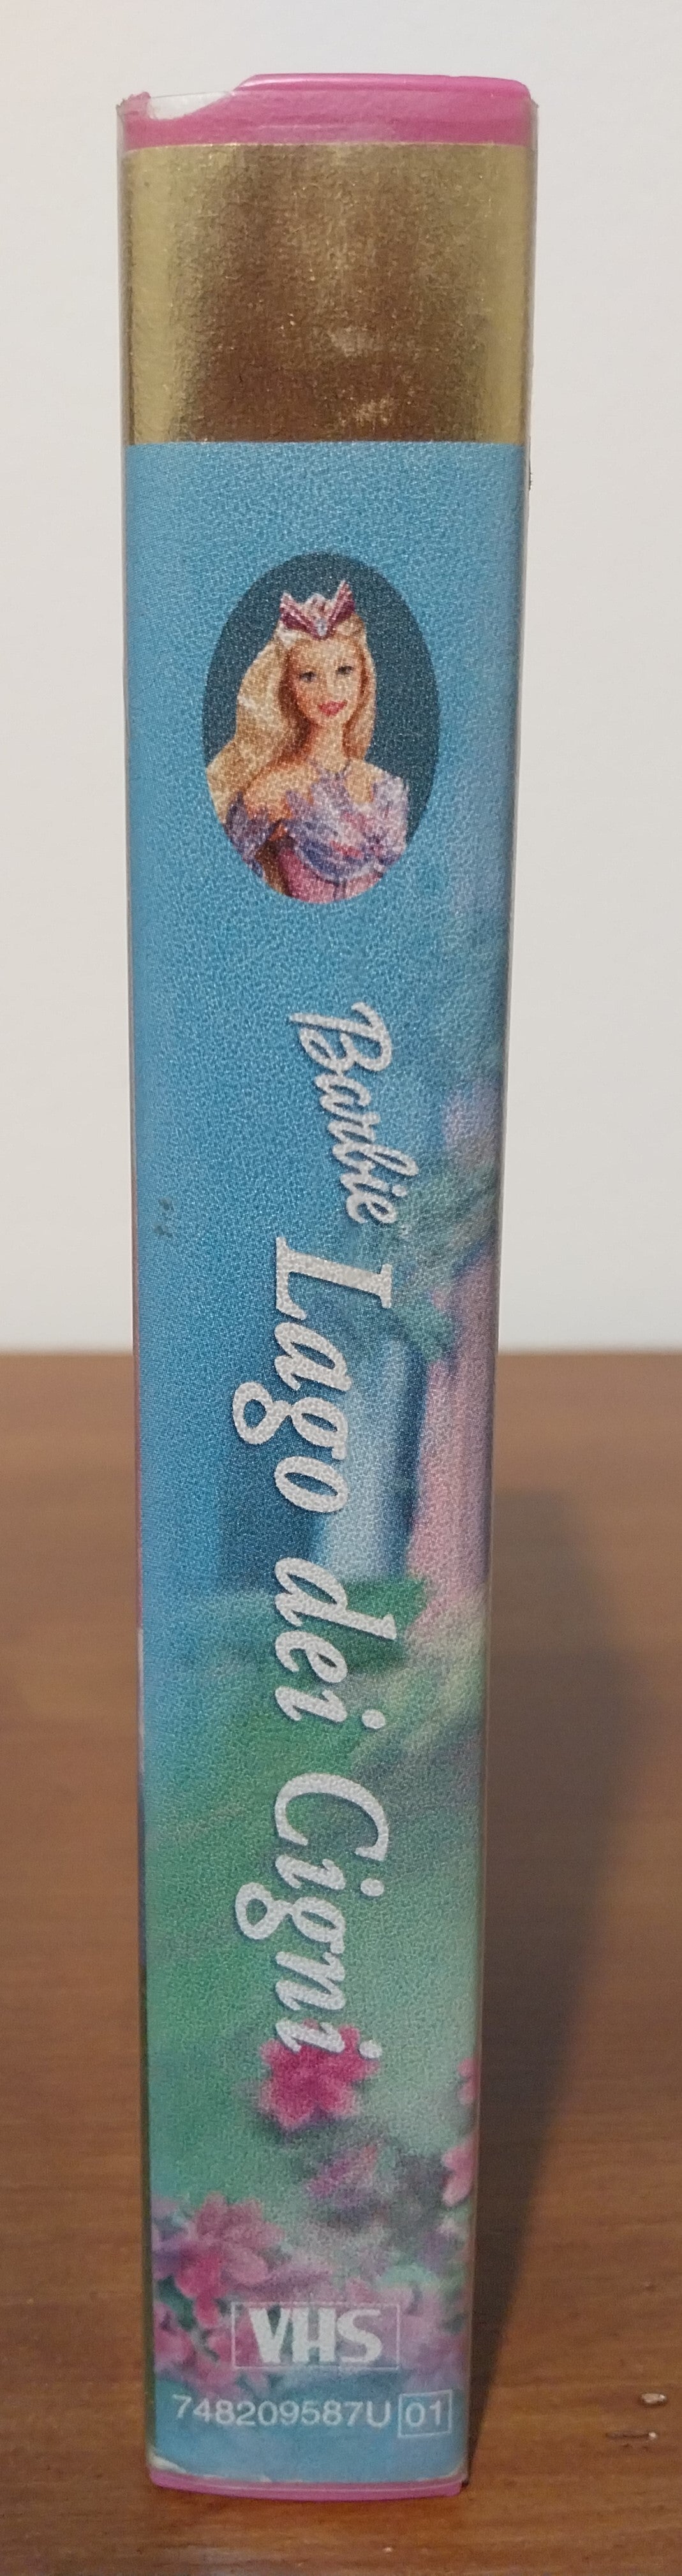 Barbie
Lago dei Cigni
VHS
748209587U 01